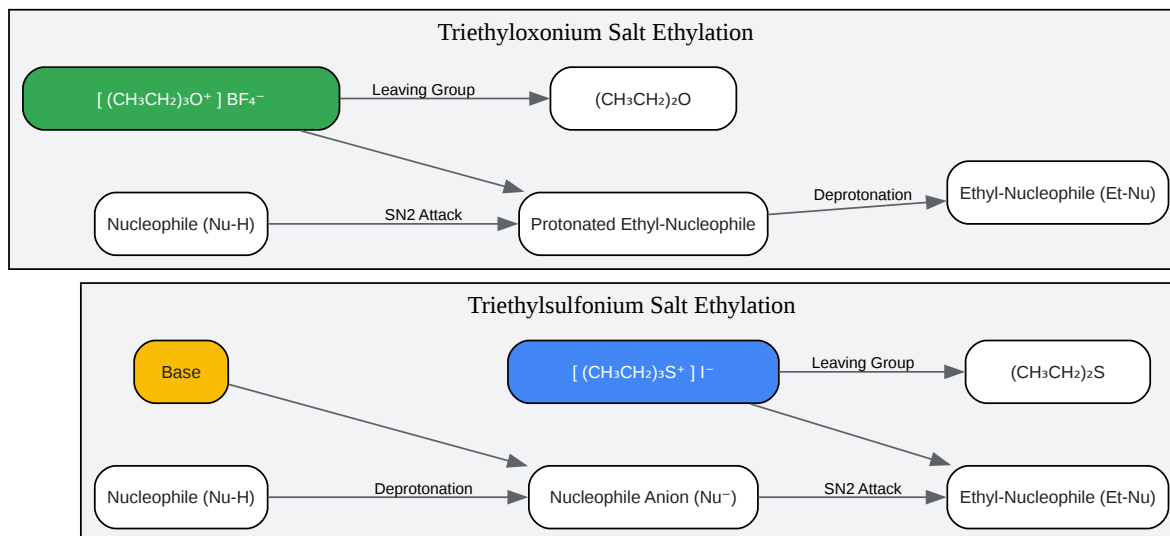 Triethyloxonium Salt Ethylation
[ (CH₃CH₂)₃O⁺ ] BF₄⁻
Leaving Group
(CH₃CH₂)₂O
Nucleophile (Nu-H)
SN2 Attack
Protonated Ethyl-Nucleophile
Deprotonation
Ethyl-Nucleophile (Et-Nu)
Triethylsulfonium Salt Ethylation
Base
[ (CH₃CH₂)₃S⁺ ] I⁻
Leaving Group
(CH₃CH₂)₂S
Nucleophile (Nu-H)
Deprotonation
Nucleophile Anion (Nu⁻)
SN2 Attack
Ethyl-Nucleophile (Et-Nu)